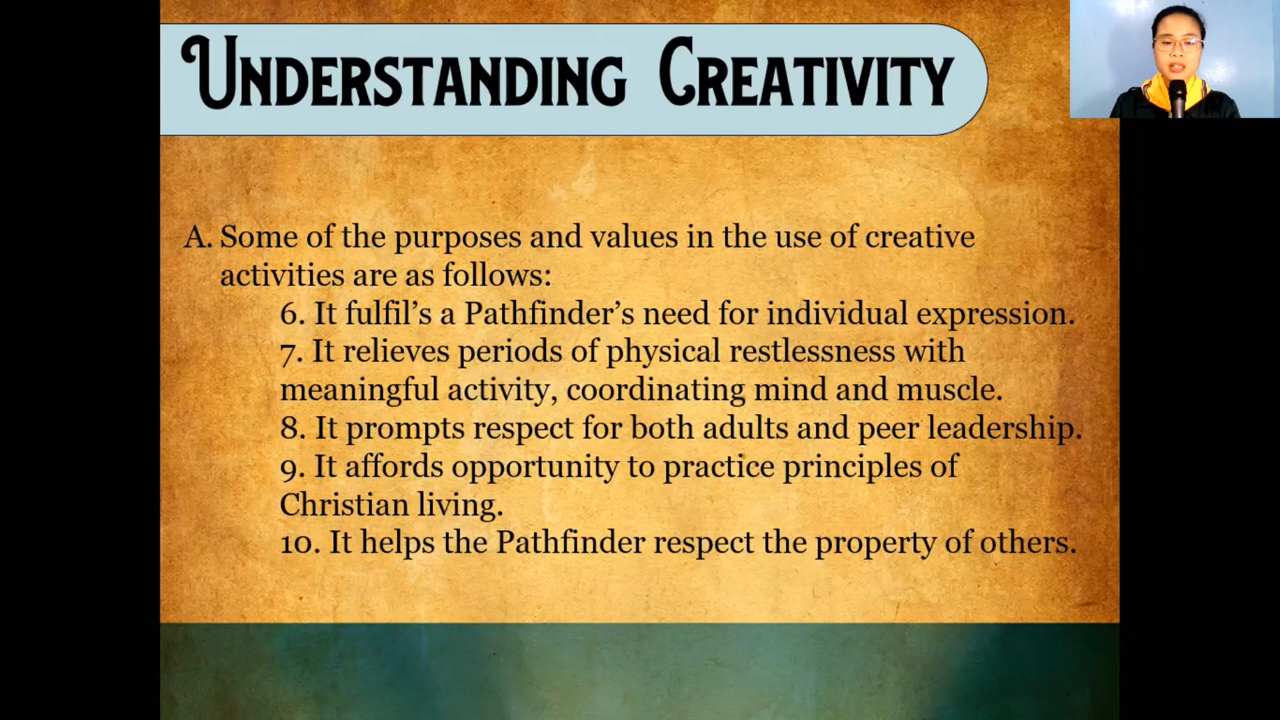 UNDERSTANDING CREATIVITY
A. Some of the purposes and values in the use of creative
activities are as follows:
6. It fulfil's a Pathfinder's need for individual expression.
7. It relieves periods of physical restlessness with
meaningful activity, coordinating mind and muscle.
8. It prompts respect for both adults and peer leadership.
9. It affords opportunity to practice principles of
Christian living.
10. It helps the Pathfinder respect the property of others.